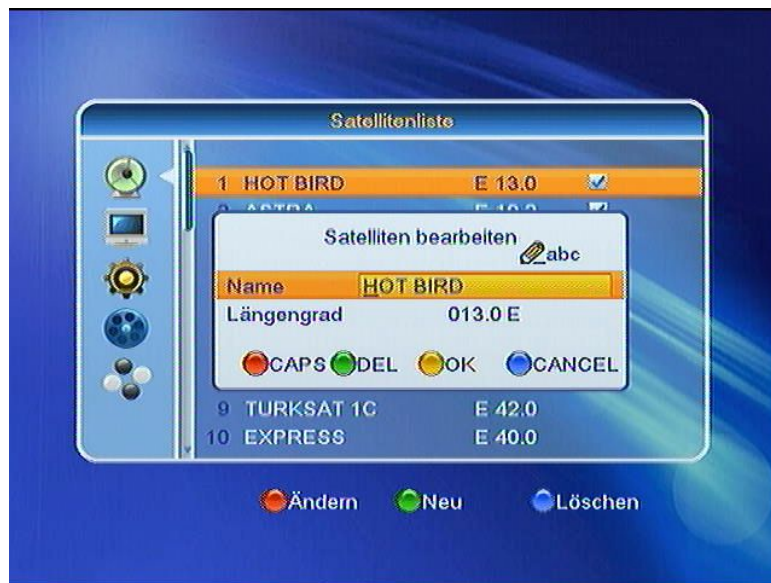 Satellitenliste
1 HOT BIRD E 13.0
ASTRA
Satelliten bearbeiten
abc
Name HOT BIRD
Längengrad 013.0 E
CAPS DEL OK CANCEL
9 TURKSAT 1C E 42.0
10 EXPRESS E 40.0
Ändern Neu Löschen